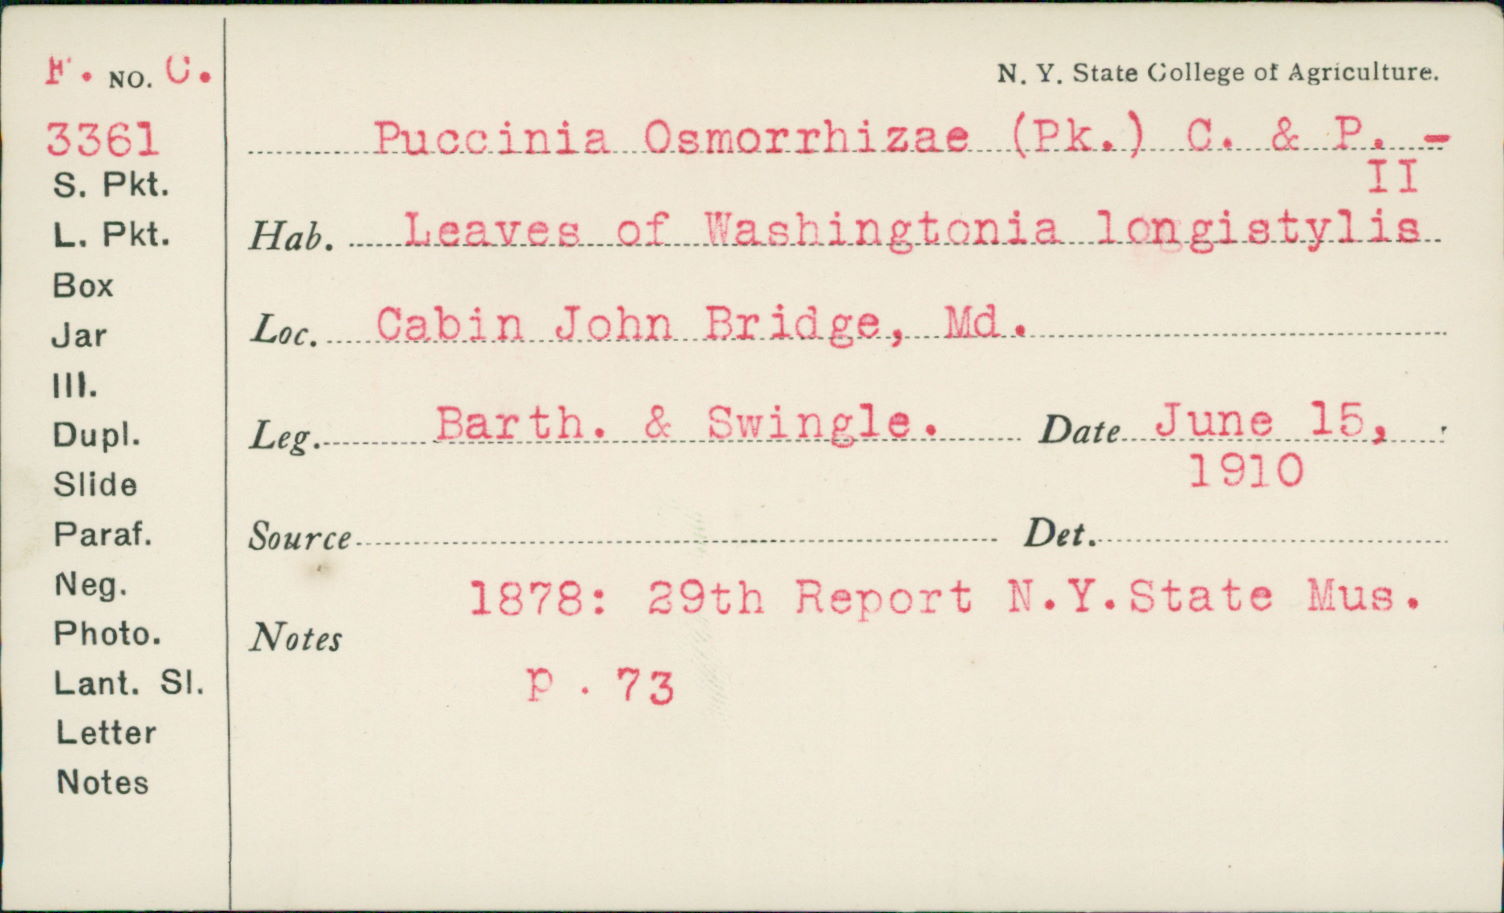 F. NO. C.
3361
S. Pkt.
L. Pkt.
Box
Jar
Ill.
Dupl.
Slide
Paraf.
Neg.
Photo.
Lant. Sl.
Letter
Notes
N. Y. State College of Agriculture.
Puccinia Osmorrhizae (Pk.) C. & P. -
II
Hab. Leaves of Washingtonia longistylis
Loc. Cabin John Bridge, Md.
Leg. Barth. & Swingle. Date June 15,
1910
Source Det.
1878: 29th Report N.Y.State Mus.
Notes
p . 73